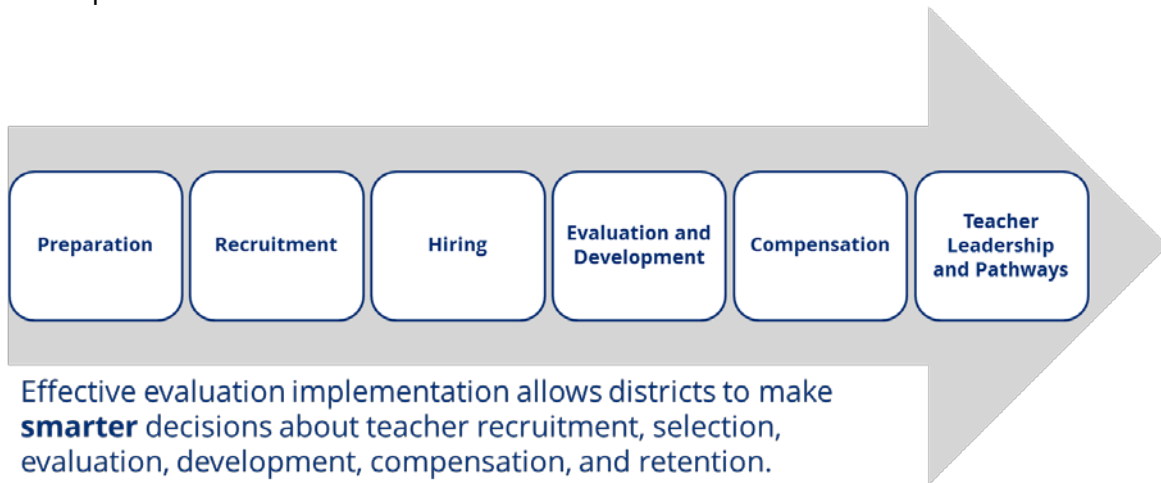 Preparation
Recruitment
Hiring
Evaluation and
Development
Compensation
Teacher
Leadership
and Pathways
Effective evaluation implementation allows districts to make
smarter decisions about teacher recruitment, selection,
evaluation, development, compensation, and retention.